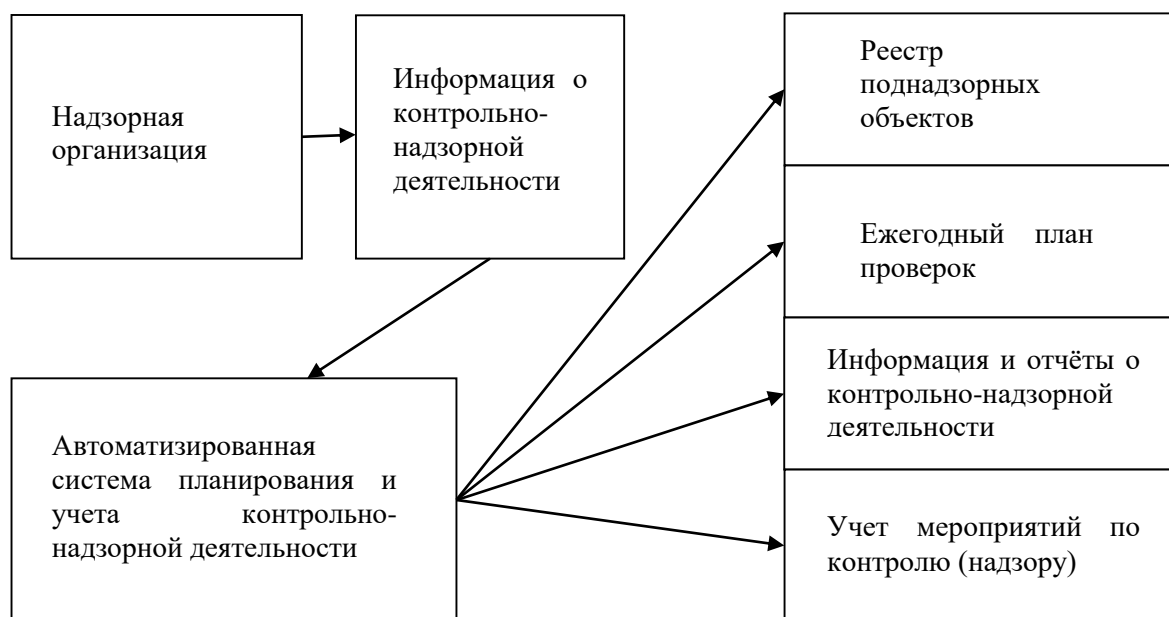 Надзорная
организация
Информация о
контрольно-
надзорной
деятельности
Реестр
поднадзорных
объектов
Ежегодный план
проверок
Информация и отчёты о
контрольно-надзорной
деятельности
Автоматизированная
система планирования и
учета контрольно-
надзорной деятельности
Учет мероприятий по
контролю (надзору)